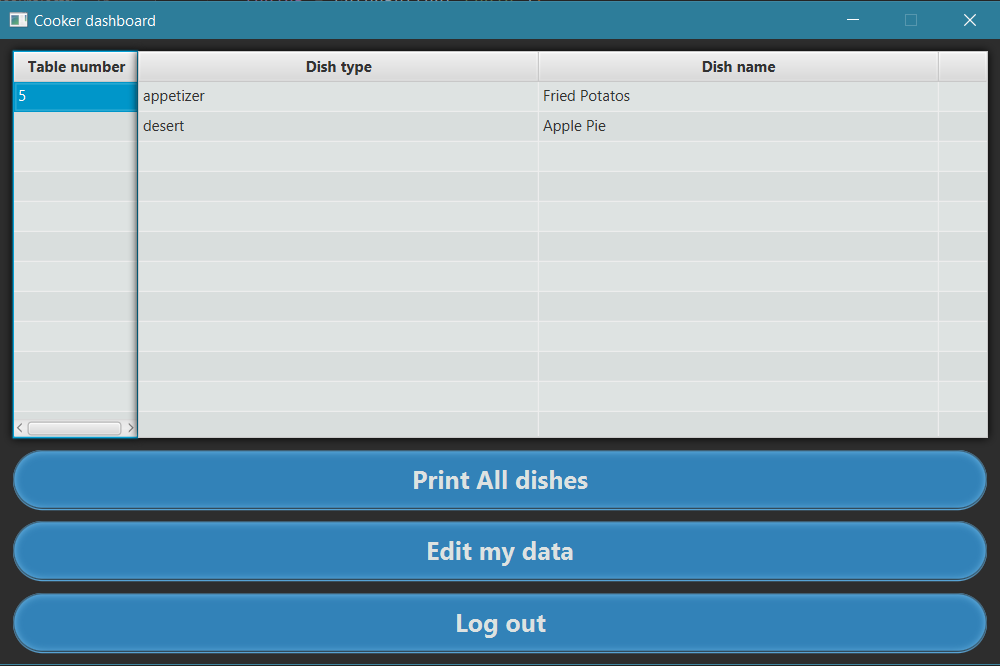 Cooker dashboard
Table number Dish type Dish name
5 appetizer Fried Potatos
desert Apple Pie
Print All dishes
Edit my data
Log out